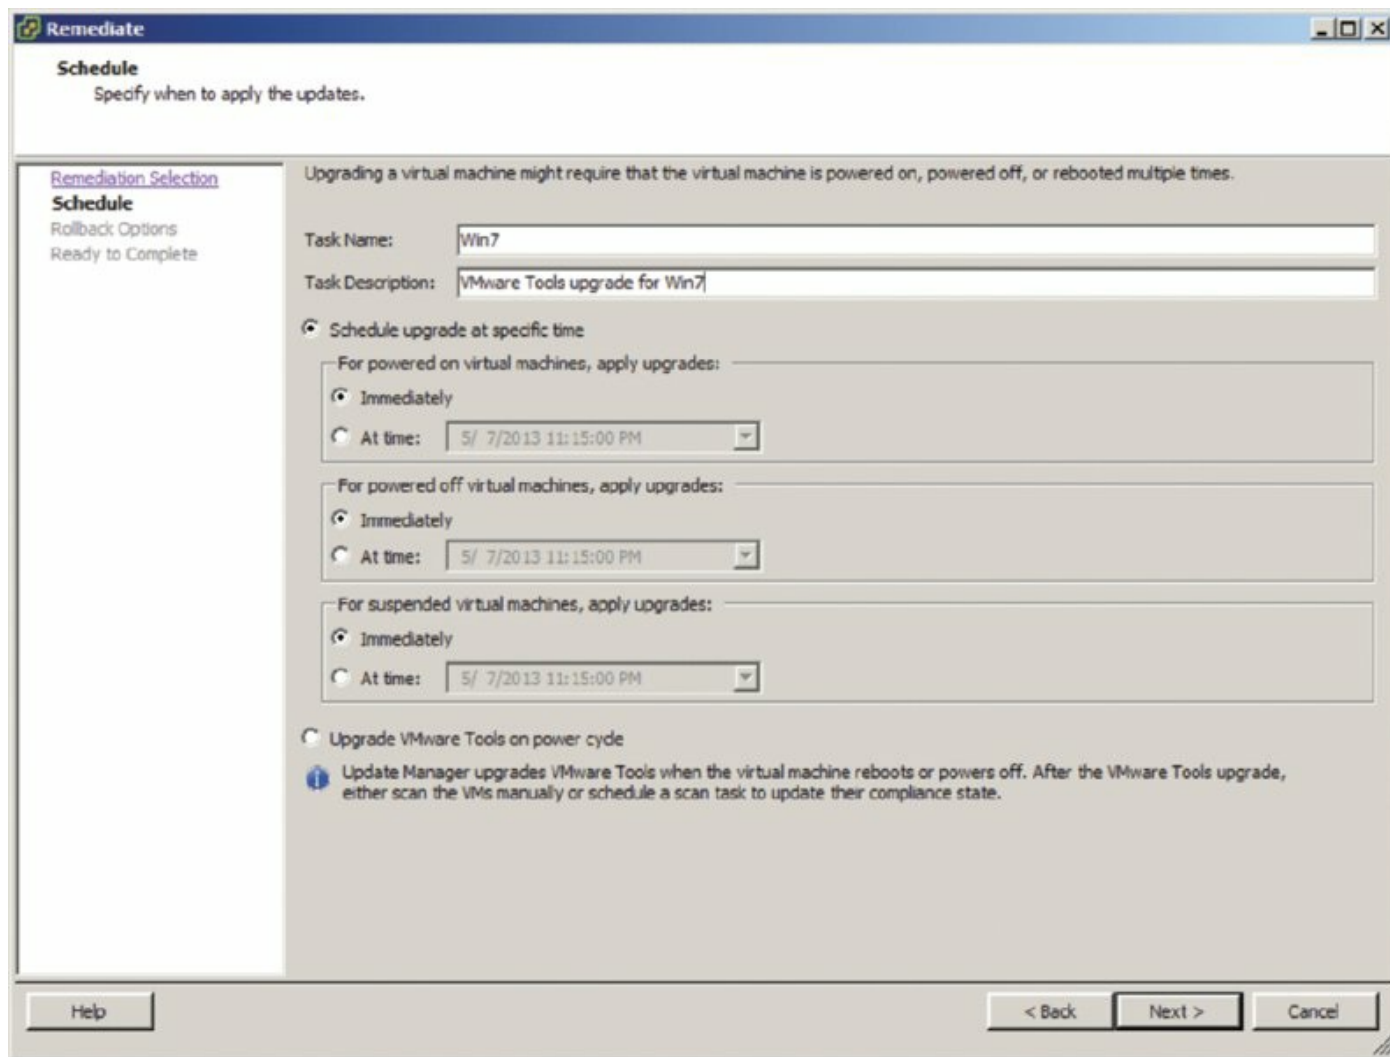 Remediate
Schedule
Specify when to apply the updates.
Remediation Selection
Schedule
Rollback Options
Ready to Complete
Upgrading a virtual machine might require that the virtual machine is powered on, powered off, or rebooted multiple times.
Task Name: Win7
Task Description: VMware Tools upgrade for Win7
Schedule upgrade at specific time
For powered on virtual machines, apply upgrades:
Immediately
At time: 5/ 7/2013 11:15:00 PM
For powered off virtual machines, apply upgrades:
Immediately
At time: 5/ 7/2013 11:15:00 PM
For suspended virtual machines, apply upgrades:
Immediately
At time: 5/ 7/2013 11:15:00 PM
Upgrade VMware Tools on power cycle
Update Manager upgrades VMware Tools when the virtual machine reboots or powers off. After the VMware Tools upgrade,
either scan the VMs manually or schedule a scan task to update their compliance state.
Help
< Back
Next >
Cancel